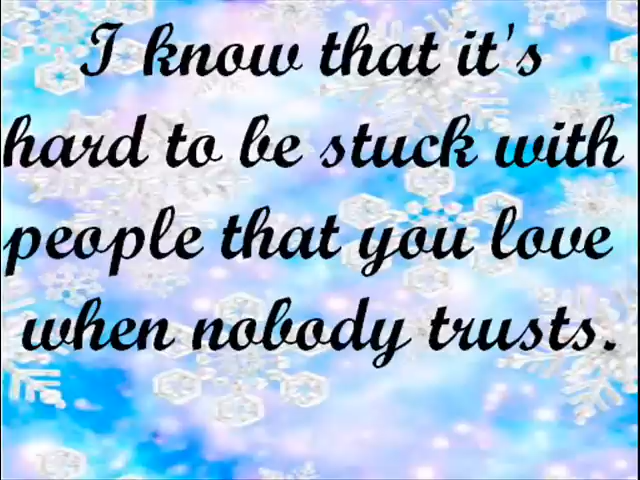 I know that it's
hard to be stuck with
people that you love
when nobody trusts.